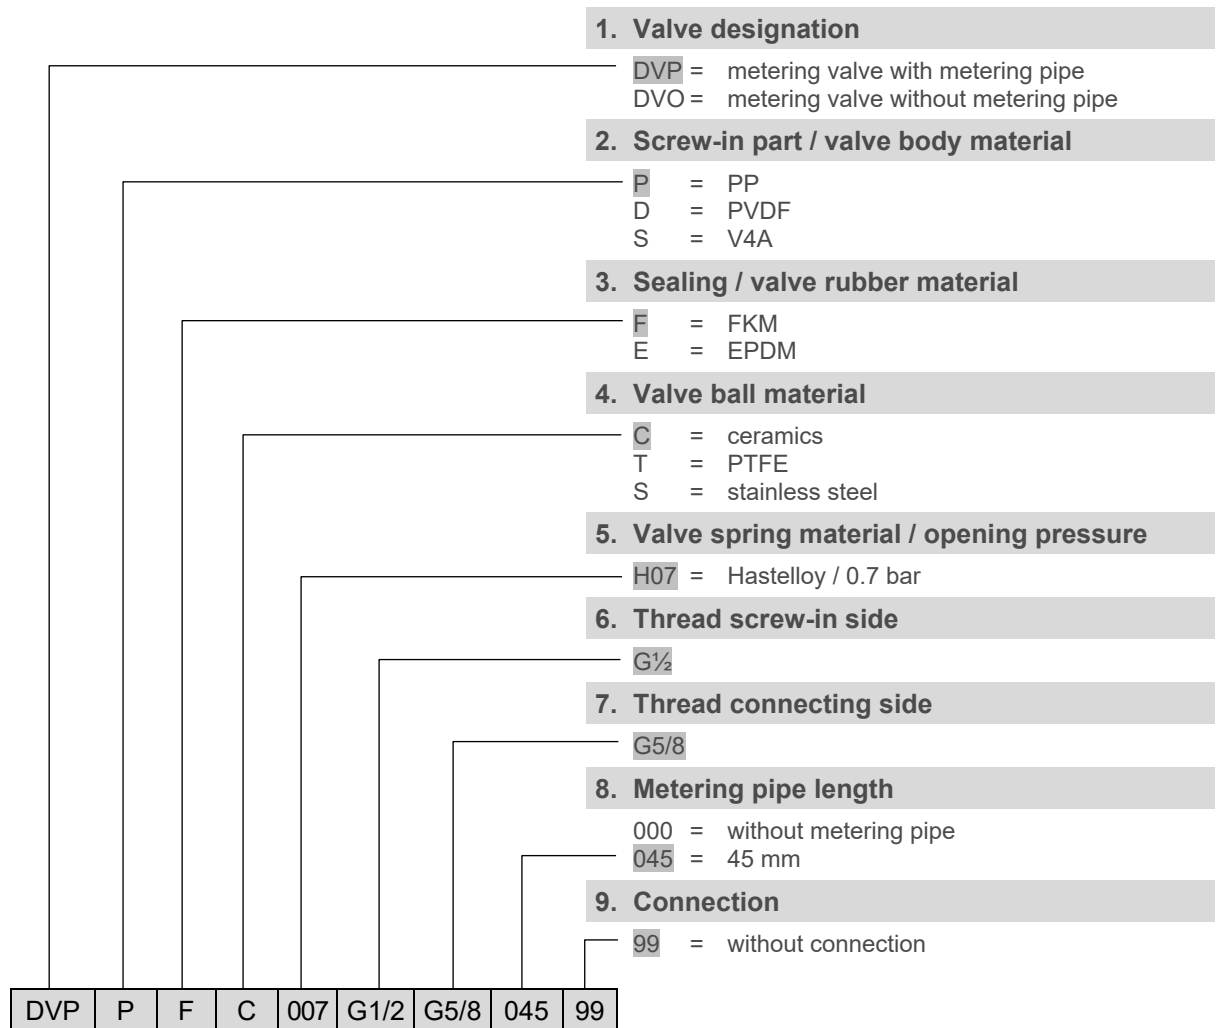 1. Valve designation
DVP = metering valve with metering pipe
DVO = metering valve without metering pipe
2. Screw-in part / valve body material
P = PP
D = PVDF
S = V4A
3. Sealing / valve rubber material
F = FKM
E = EPDM
4. Valve ball material
C = ceramics
T = PTFE
S = stainless steel
5. Valve spring material / opening pressure
H07 = Hastelloy / 0.7 bar
6. Thread screw-in side
G½
7. Thread connecting side
G5/8
8. Metering pipe length
000 = without metering pipe
045 = 45 mm
9. Connection
99 = without connection
DVP P F C 007 G1/2 G5/8 045 99